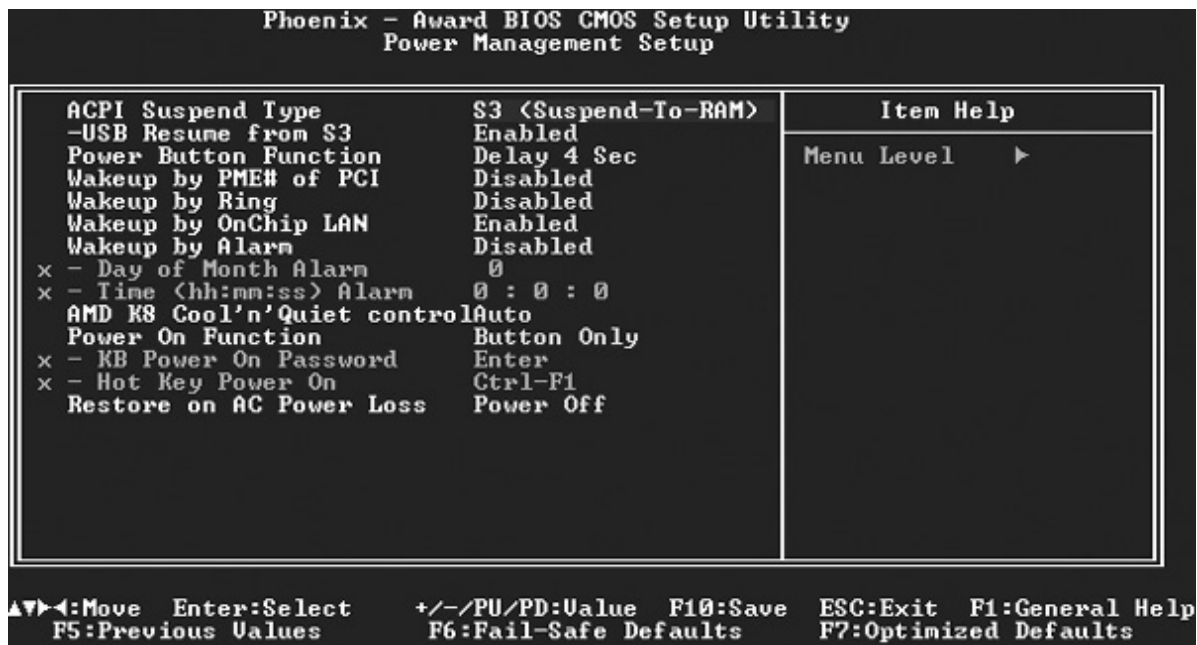 Phoenix - Award BIOS CMOS Setup Utility
Power Management Setup
ACPI Suspend Type S3 (Suspend-To-RAM)
-USB Resume from S3 Enabled
Power Button Function Delay 4 Sec
Wakeup by PME# of PCI Disabled
Wakeup by Ring Disabled
Wakeup by OnChip LAN Enabled
Wakeup by Alarm Disabled
x - Day of Month Alarm 0
x - Time (hh:mm:ss) Alarm 0 : 0 : 0
AMD K8 Cool'n'Quiet controlAuto
Power On Function Button Only
x - KB Power On Password Enter
x - Hot Key Power On Ctrl-F1
Restore on AC Power Loss Power Off
Item Help
Menu Level ►
▲▼►◄:Move Enter:Select +/-/PU/PD:Value F10:Save ESC:Exit F1:General Help
F5:Previous Values F6:Fail-Safe Defaults F7:Optimized Defaults